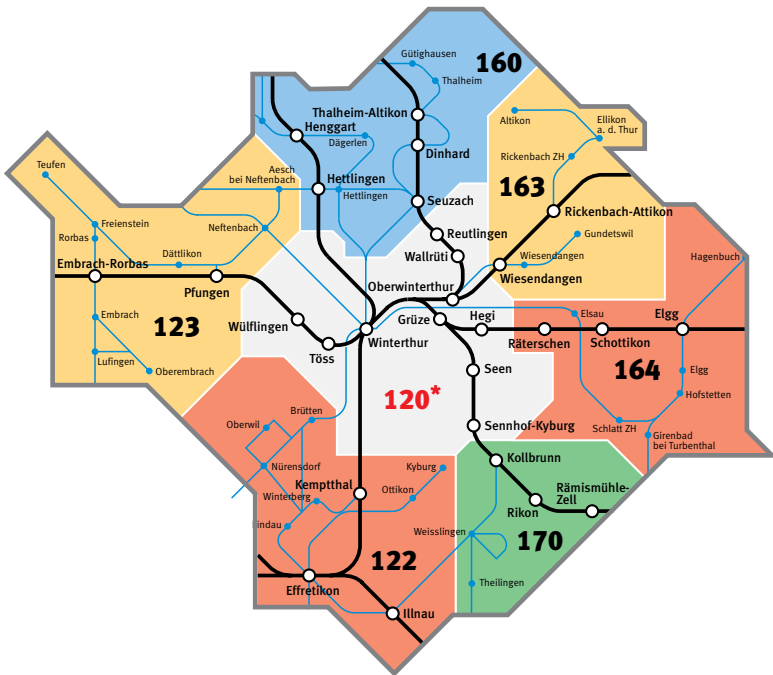 Gütighausen
160
Thalheim
Thalheim-Altikon
Henggart
Dägerlen
Dinhard
Altikon
Ellikon
a. d. Thur
Rickenbach ZH
163
Teufen
Aesch
bei Neftenbach
Hettlingen
Hettlingen
Seuzach
Rickenbach-Attikon
Freienstein
Rorbas
Neftenbach
Reutlingen
Gundetswil
Dättlikon
Wallrüti
Wiesendangen
Wiesendangen
Hagenbuch
Embrach-Rorbas
Pfungen
Oberwinterthur
Embrach
123
Wülflingen
Grüze
Hegi
Elsau
Elgg
Winterthur
Räterschen
Schottikon
Lufingen
Töss
Oberembrach
Seen
164
Elgg
120*
Hofstetten
Brütten
Oberwil
Sennhof-Kyburg
Schlatt ZH
Girenbad
bei Turbenthal
Nürensdorf
Kyburg
Kollbrunn
Kemptthal
Ottikon
Rämismühle-
Zell
Winterberg
Rikon
Lindau
Weisslingen
170
122
Effretikon
Theilingen
Illnau